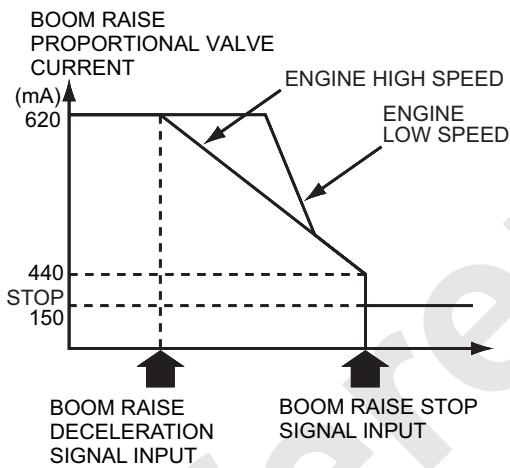 BOOM RAISE
PROPORTIONAL VALVE
CURRENT
(mA)
620
ENGINE HIGH SPEED
ENGINE
LOW SPEED
440
STOP
150
BOOM RAISE
DECELERATION
SIGNAL INPUT
BOOM RAISE STOP
SIGNAL INPUT